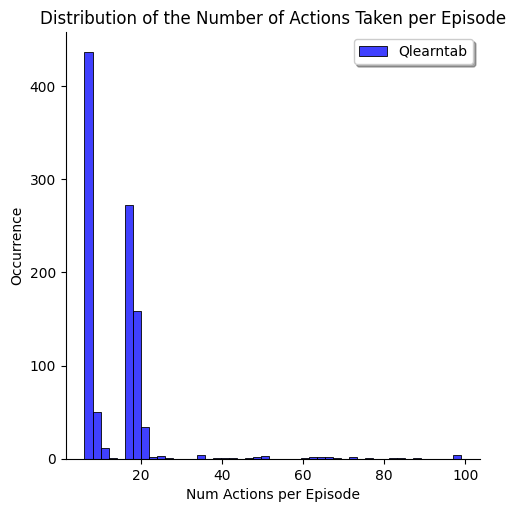 Distribution of the Number of Actions Taken per Episode
Qlearntab
400
300
200
100
0
Occurrence
20
40
60
80
100
Num Actions per Episode